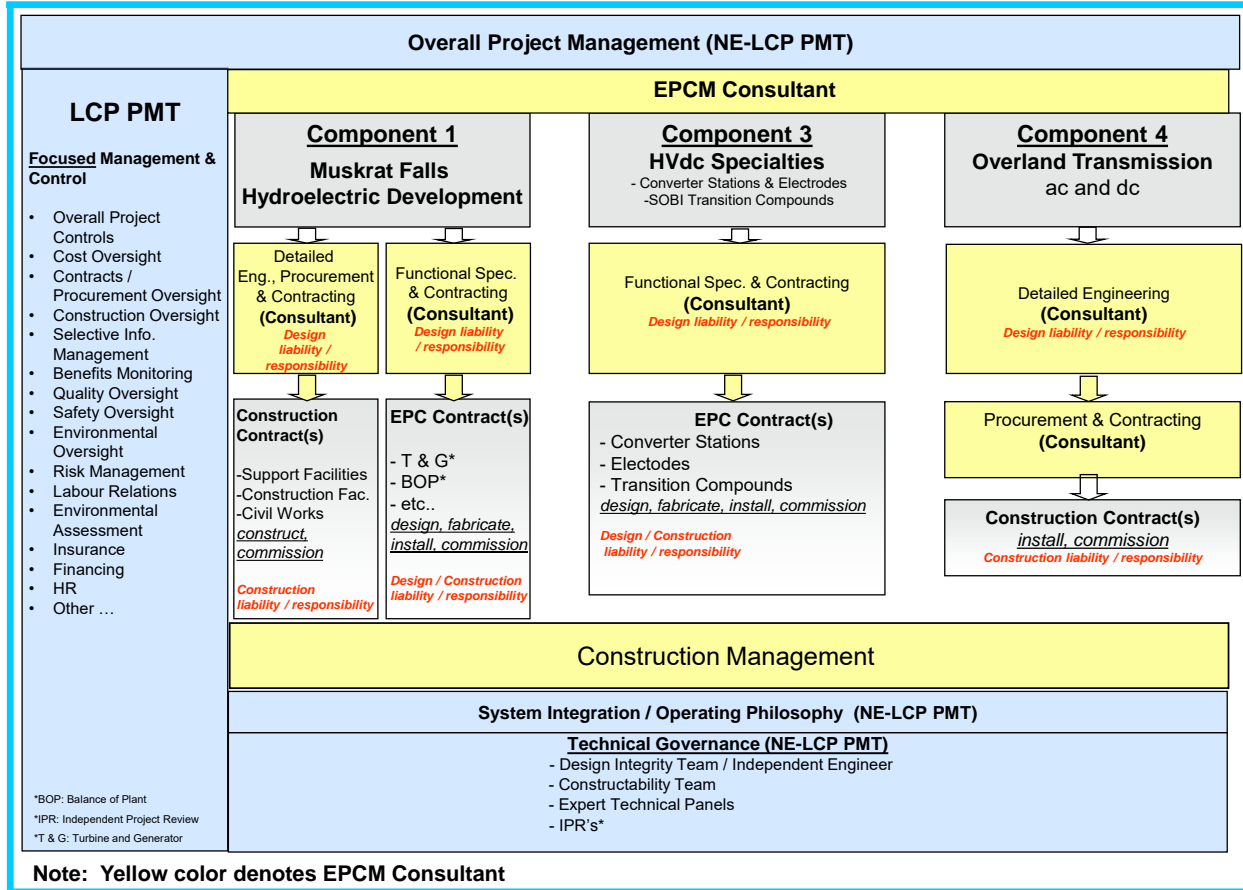 Overall Project Management (NE-LCP PMT)
LCP PMT
Focused Management &
Control
• Overall Project
Controls
• Cost Oversight
• Contracts /
Procurement Oversight
• Construction Oversight
• Selective Info.
Management
• Benefits Monitoring
• Quality Oversight
• Safety Oversight
• Environmental
Oversight
• Risk Management
• Labour Relations
• Environmental
Assessment
• Insurance
• Financing
• HR
• Other …
*BOP: Balance of Plant
*IPR: Independent Project Review
*T & G: Turbine and Generator
EPCM Consultant
Component 1
Muskrat Falls
Hydroelectric Development
Detailed
Eng., Procurement
& Contracting
(Consultant)
Design
liability /
responsibility
Functional Spec.
& Contracting
(Consultant)
Design liability
/ responsibility
Construction
Contract(s)
-Support Facilities
-Construction Fac.
-Civil Works
construct,
commission
Construction
liability / responsibility
EPC Contract(s)
- T & G*
- BOP*
- etc..
design, fabricate,
install, commission
Design / Construction
liability / responsibility
Component 3
HVdc Specialties
- Converter Stations & Electrodes
-SOBI Transition Compounds
Functional Spec. & Contracting
(Consultant)
Design liability / responsibility
EPC Contract(s)
- Converter Stations
- Electodes
- Transition Compounds
design, fabricate, install, commission
Design / Construction
liability / responsibility
Component 4
Overland Transmission
ac and dc
Detailed Engineering
(Consultant)
Design liability / responsibility
Procurement & Contracting
(Consultant)
Construction Contract(s)
install, commission
Construction liability / responsibility
Construction Management
System Integration / Operating Philosophy (NE-LCP PMT)
Technical Governance (NE-LCP PMT)
- Design Integrity Team / Independent Engineer
- Constructability Team
- Expert Technical Panels
- IPR's*
Note: Yellow color denotes EPCM Consultant